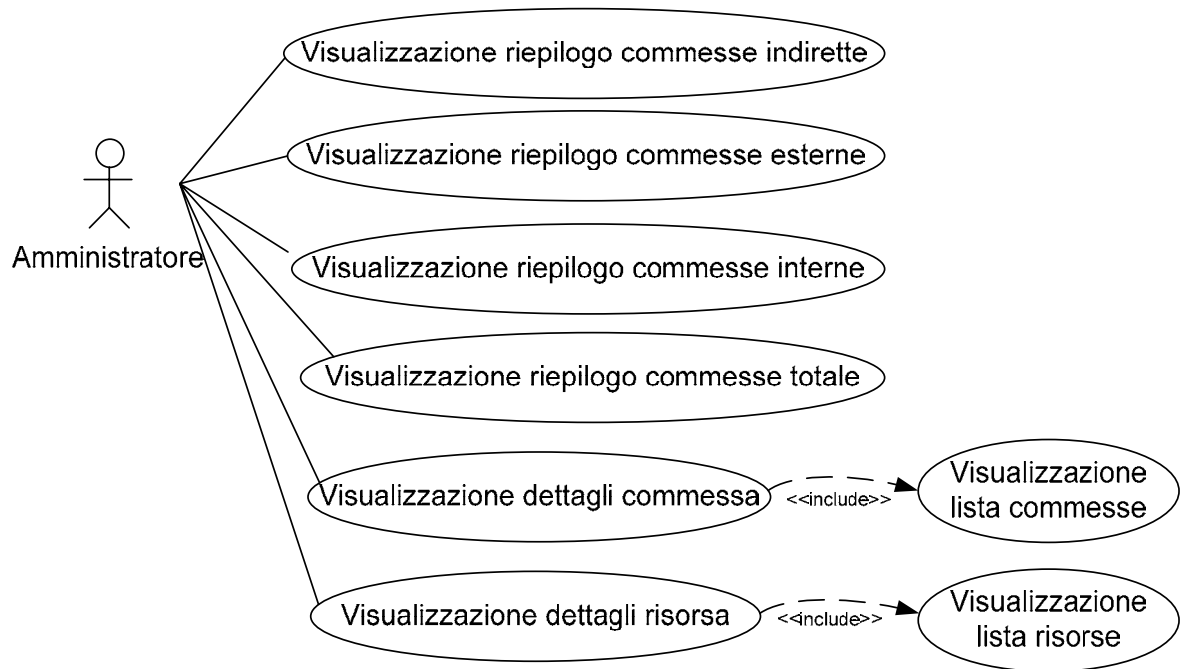 Visualizzazione riepilogo commesse indirette
Visualizzazione riepilogo commesse esterne
Amministratore
Visualizzazione riepilogo commesse interne
Visualizzazione riepilogo commesse totale
Visualizzazione dettagli commessa
<<include>>
Visualizzazione
lista commesse
Visualizzazione dettagli risorsa
<<include>>
Visualizzazione
lista risorse